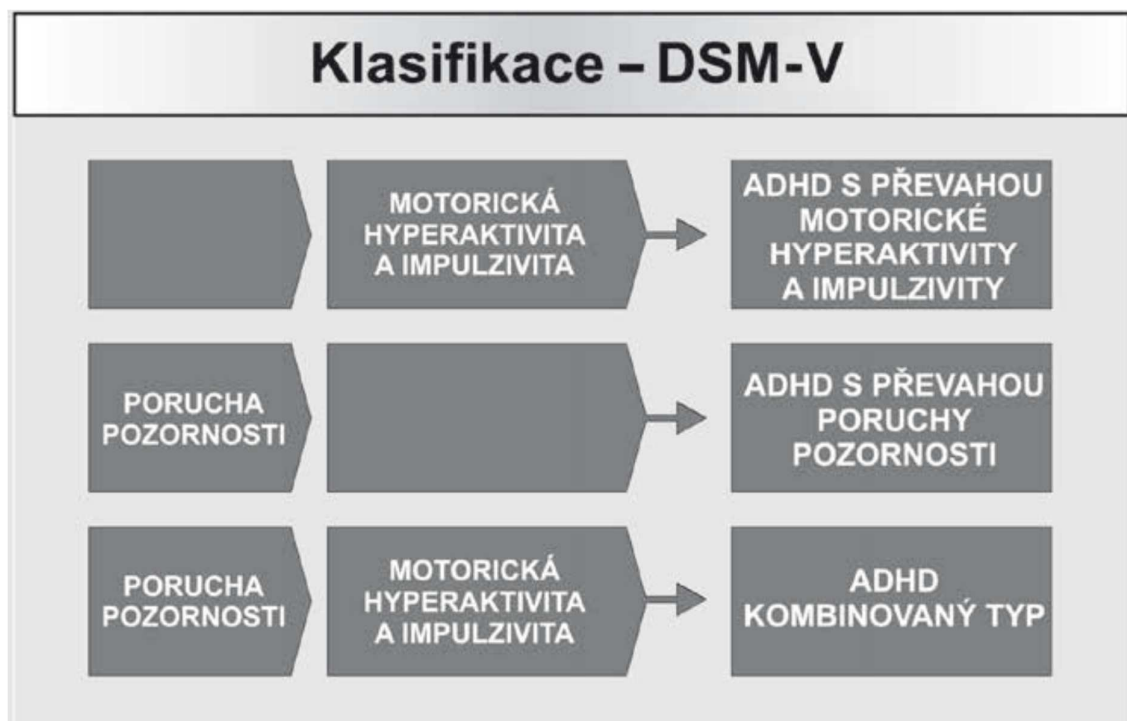 Klasifikace – DSM-V
MOTORICKÁ
HYPERAKTIVITA
A IMPULZIVITA
ADHD S PŘEVAHOU
MOTORICKÉ
HYPERAKTIVITY
A IMPULZIVITY
PORUCHA
POZORNOSTI
ADHD S PŘEVAHOU
PORUCHY
POZORNOSTI
PORUCHA
POZORNOSTI
MOTORICKÁ
HYPERAKTIVITA
A IMPULZIVITA
ADHD
KOMBINOVANÝ TYP